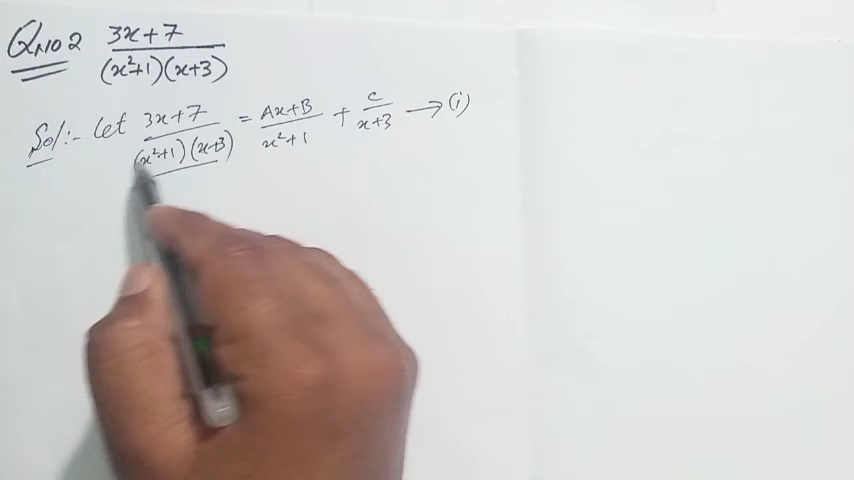 Q.NO 2 3x+7 / (x²+1)(x+3)
Sol:- Let 3x+7 / (x²+1)(x+3) = Ax+B / x²+1 + C / x+3 → (i)